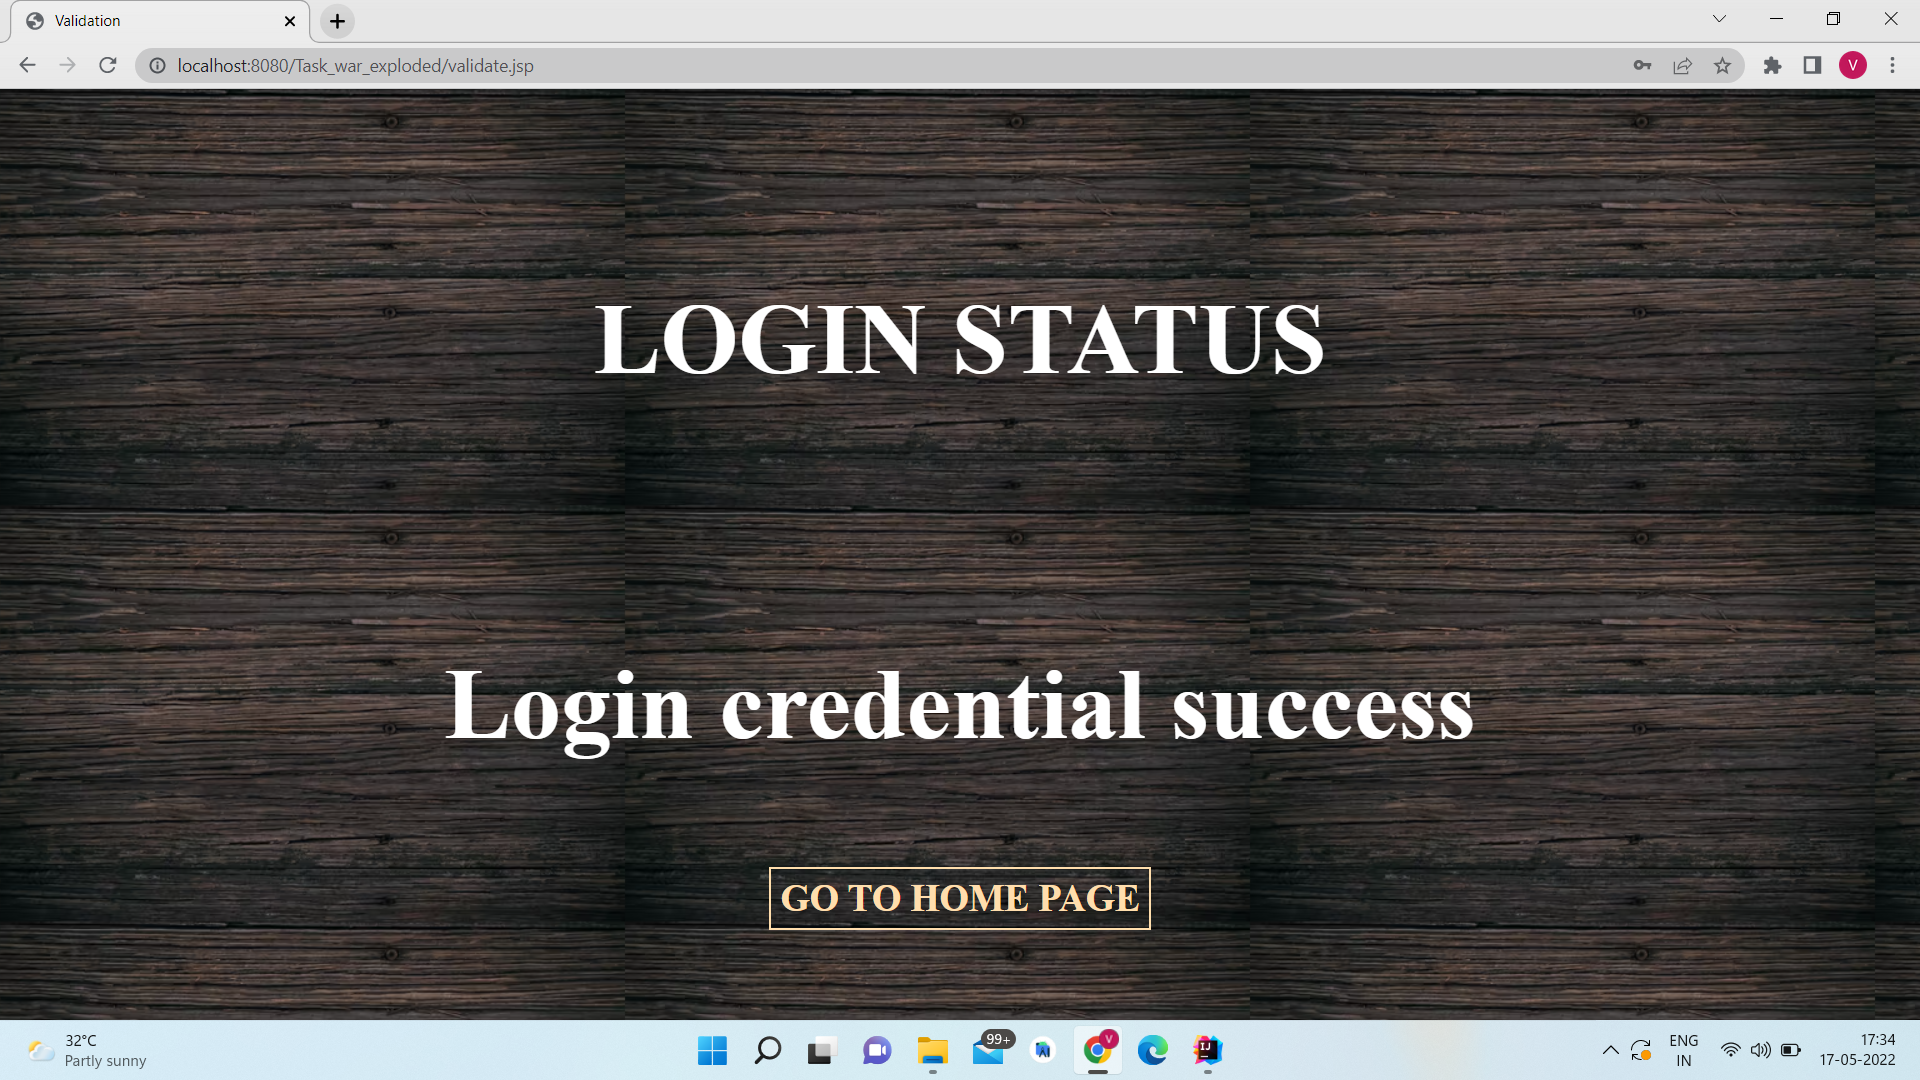 Validation
localhost:8080/Task_war_exploded/validate.jsp
V
LOGIN STATUS
Login credential success
GO TO HOME PAGE
32°C
Partly sunny
99+
V
IJ
ENG
IN
17:34
17-05-2022